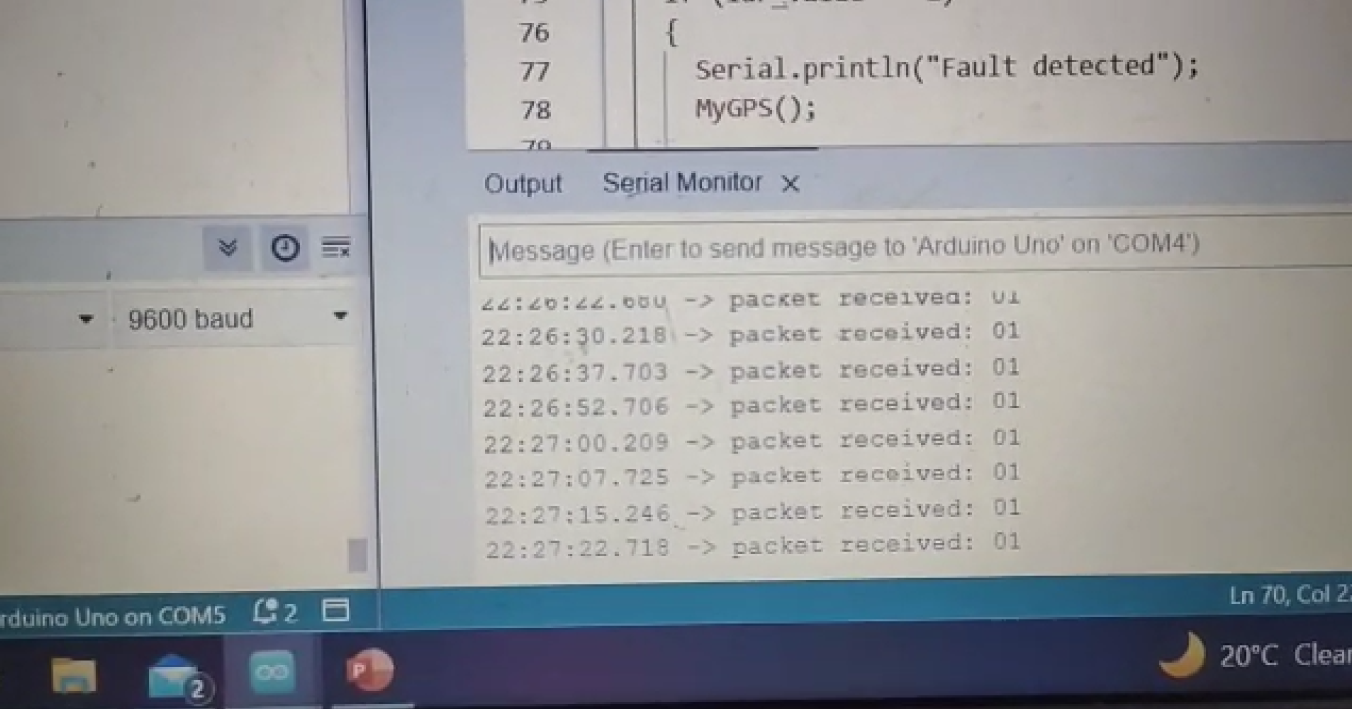 76
{
77
Serial.println("Fault detected");
78
MyGPS();
Output
Serial Monitor X
Message (Enter to send message to 'Arduino Uno' on 'COM4')
9600 baud
-> packet received: 01
22:26:30.218 -> packet received: 01
22:26:37.703 -> packet received: 01
22:26:52.706 -> packet received: 01
22:27:00.209 -> packet received: 01
22:27:07.725 -> packet received: 01
22:27:15.246 -> packet received: 01
22:27:22.718 -> packet received: 01
rduino Uno on COM5
2
Ln 70, Col 2
2
P
20°C Clear